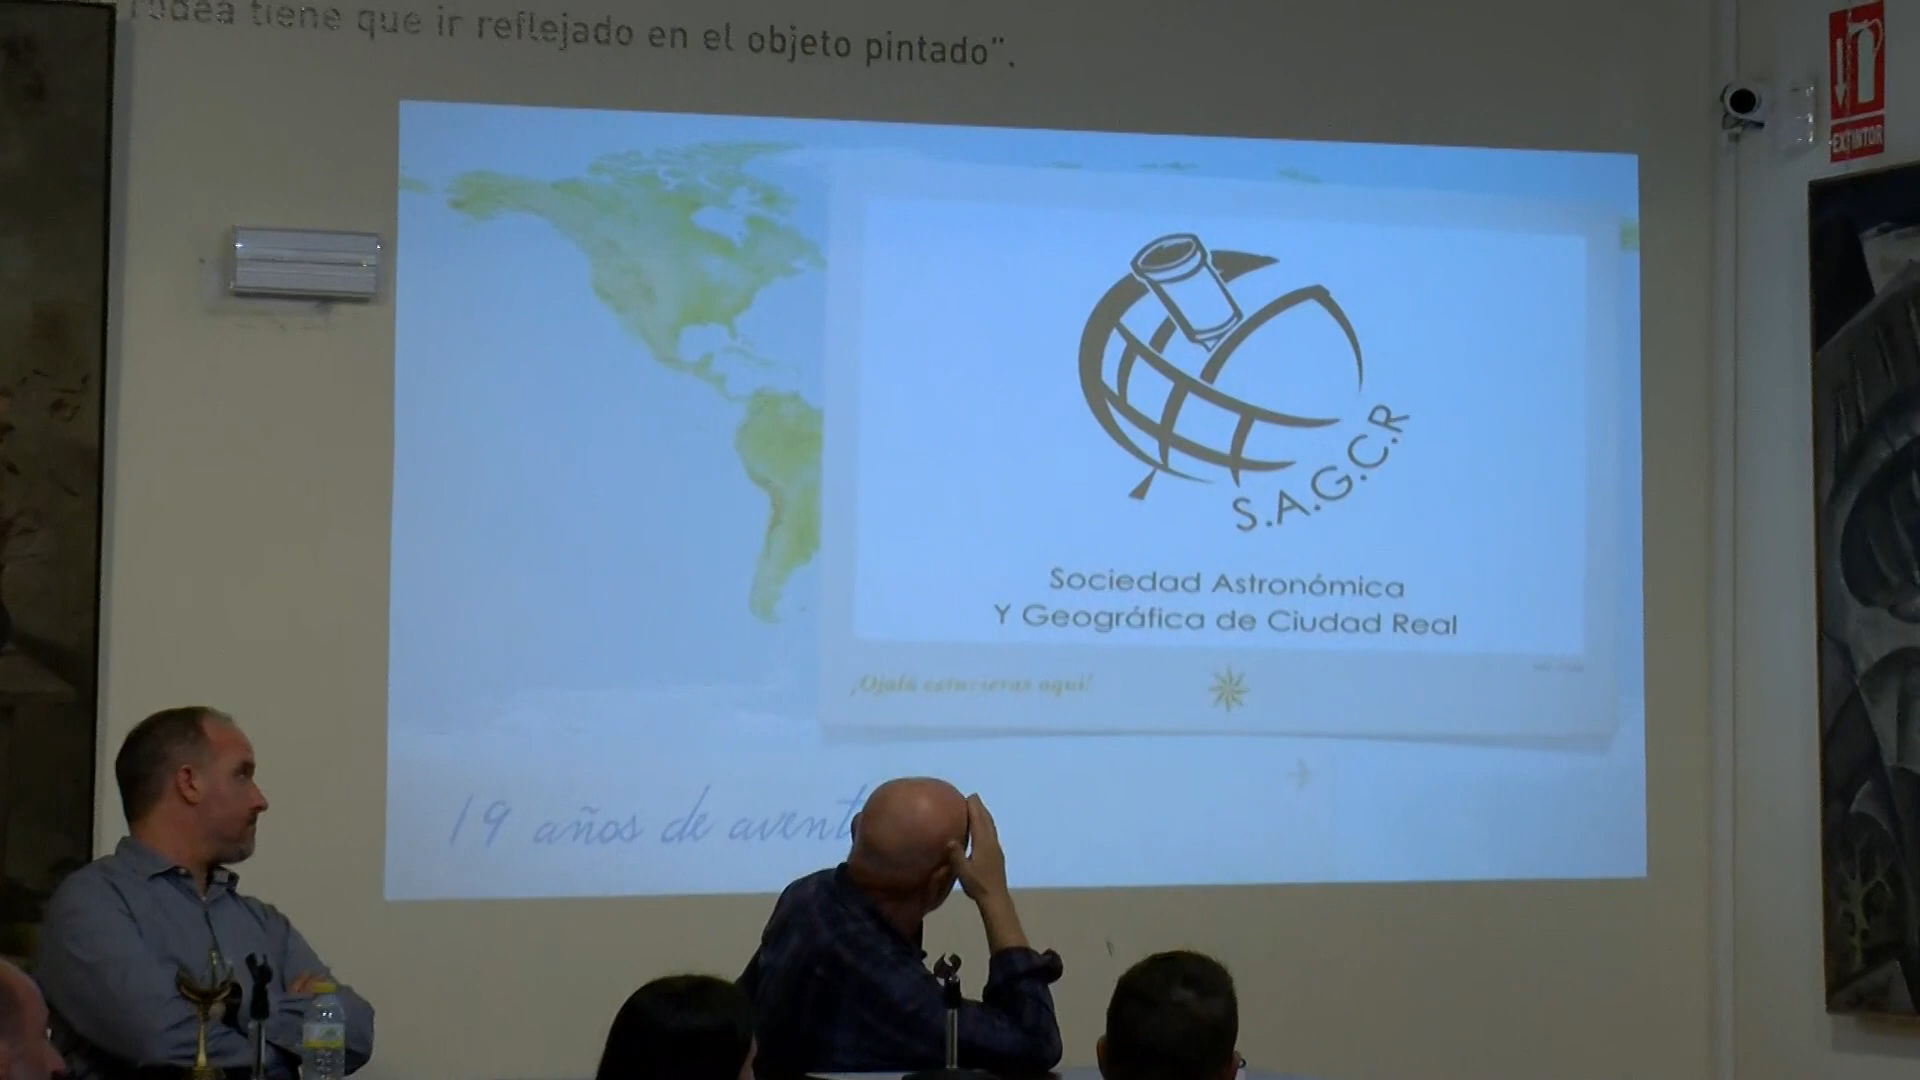 rodea tiene que ir reflejado en el objeto pintado”.
EXTINTOR
S.A.G.C.R
Sociedad Astronómica
Y Geográfica de Ciudad Real
¡Ojalá estuvieras aquí!
19 años de avent